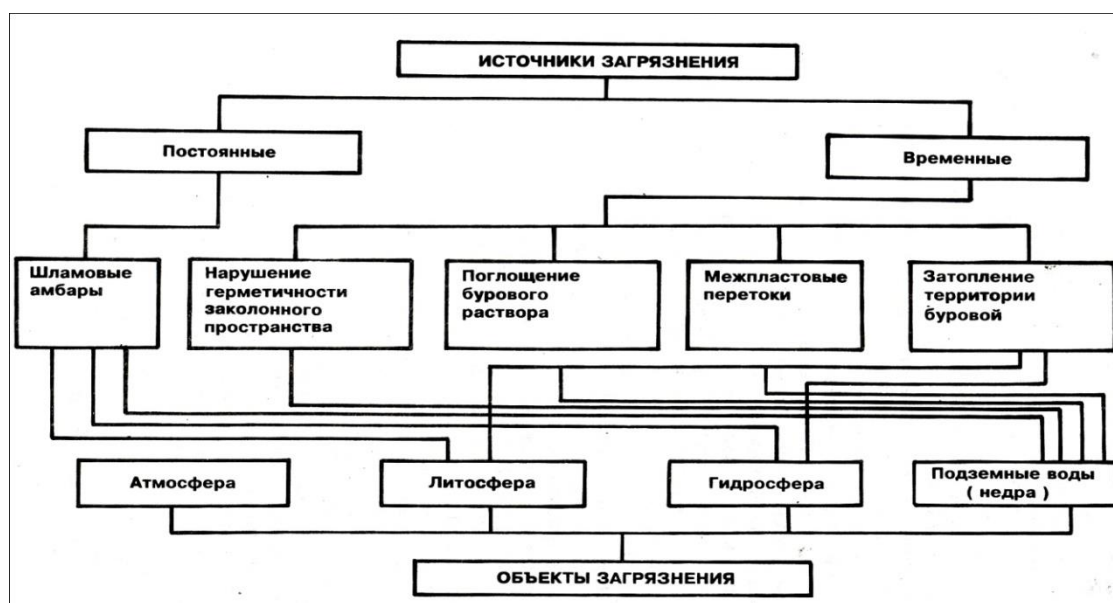 ИСТОЧНИКИ ЗАГРЯЗНЕНИЯ
Постоянные
Временные
Шламовые
амбары
Нарушение
герметичности
заколонного
пространства
Поглощение
бурового
раствора
Межпластовые
перетоки
Затопление
территории
буровой
Атмосфера
Литосфера
Гидросфера
Подземные воды
( недра )
ОБЪЕКТЫ ЗАГРЯЗНЕНИЯ